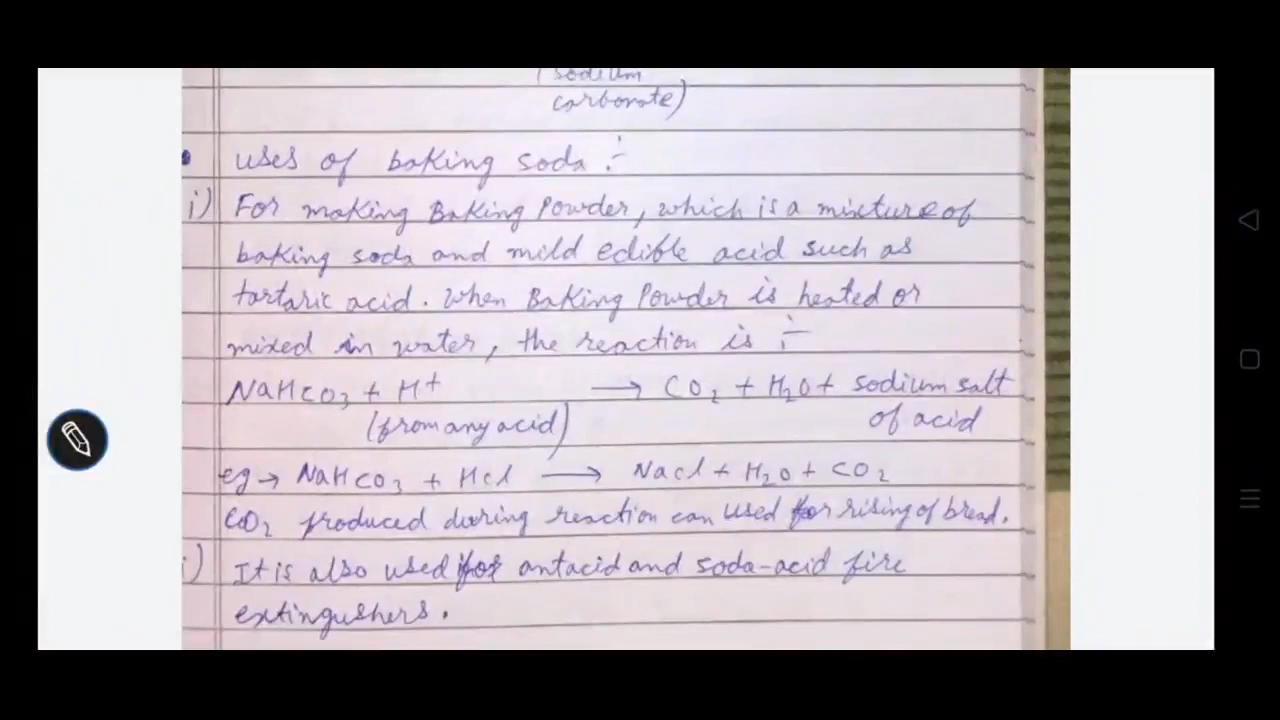 (sodium
carbonate)
• uses of baking soda :-
i) For making Baking Powder, which is a mixture of
baking soda and mild edible acid such as
tartaric acid. When Baking Powder is heated or
mixed in water, the reaction is :-
NaHCO₃ + H⁺ → CO₂ + H₂O + sodium salt
(from any acid) of acid
eg → NaHCO₃ + HCl → NaCl + H₂O + CO₂
CO₂ produced during reaction can used for rising of bread.
i) It is also used for antacid and soda-acid fire
extinguishers.